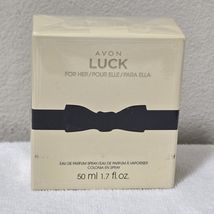 AVON
LUCK
FOR HER/POUR ELLE/PARA ELLA
EAU DE PARFUM SPRAY/EAU DE PARFUM À VAPORISER
COLONIA EN SPRAY
50 ml 1.7 fl.oz.